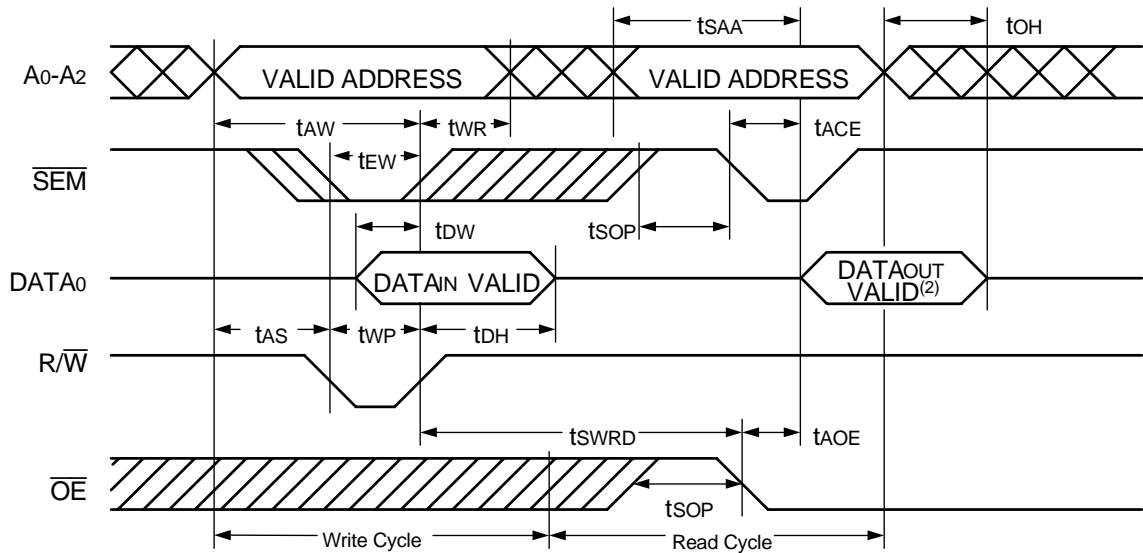 tSAA tOH
A0-A2 VALID ADDRESS VALID ADDRESS
tAW tWR tACE
tEW
SEM
tSOP
tDW
DATA0 DATAIN VALID DATAOUT
VALID(2)
tAS tWP tDH
R/W
tSWRD tAOE
OE
tSOP
Write Cycle Read Cycle